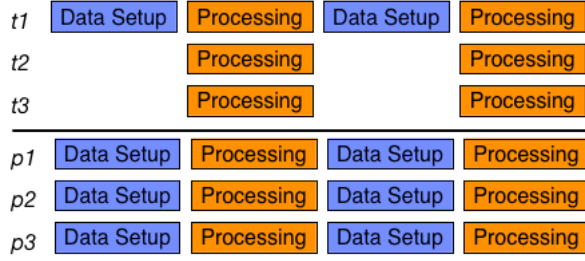 t1 Data Setup Processing Data Setup Processing
t2 Processing Processing
t3 Processing Processing
p1 Data Setup Processing Data Setup Processing
p2 Data Setup Processing Data Setup Processing
p3 Data Setup Processing Data Setup Processing